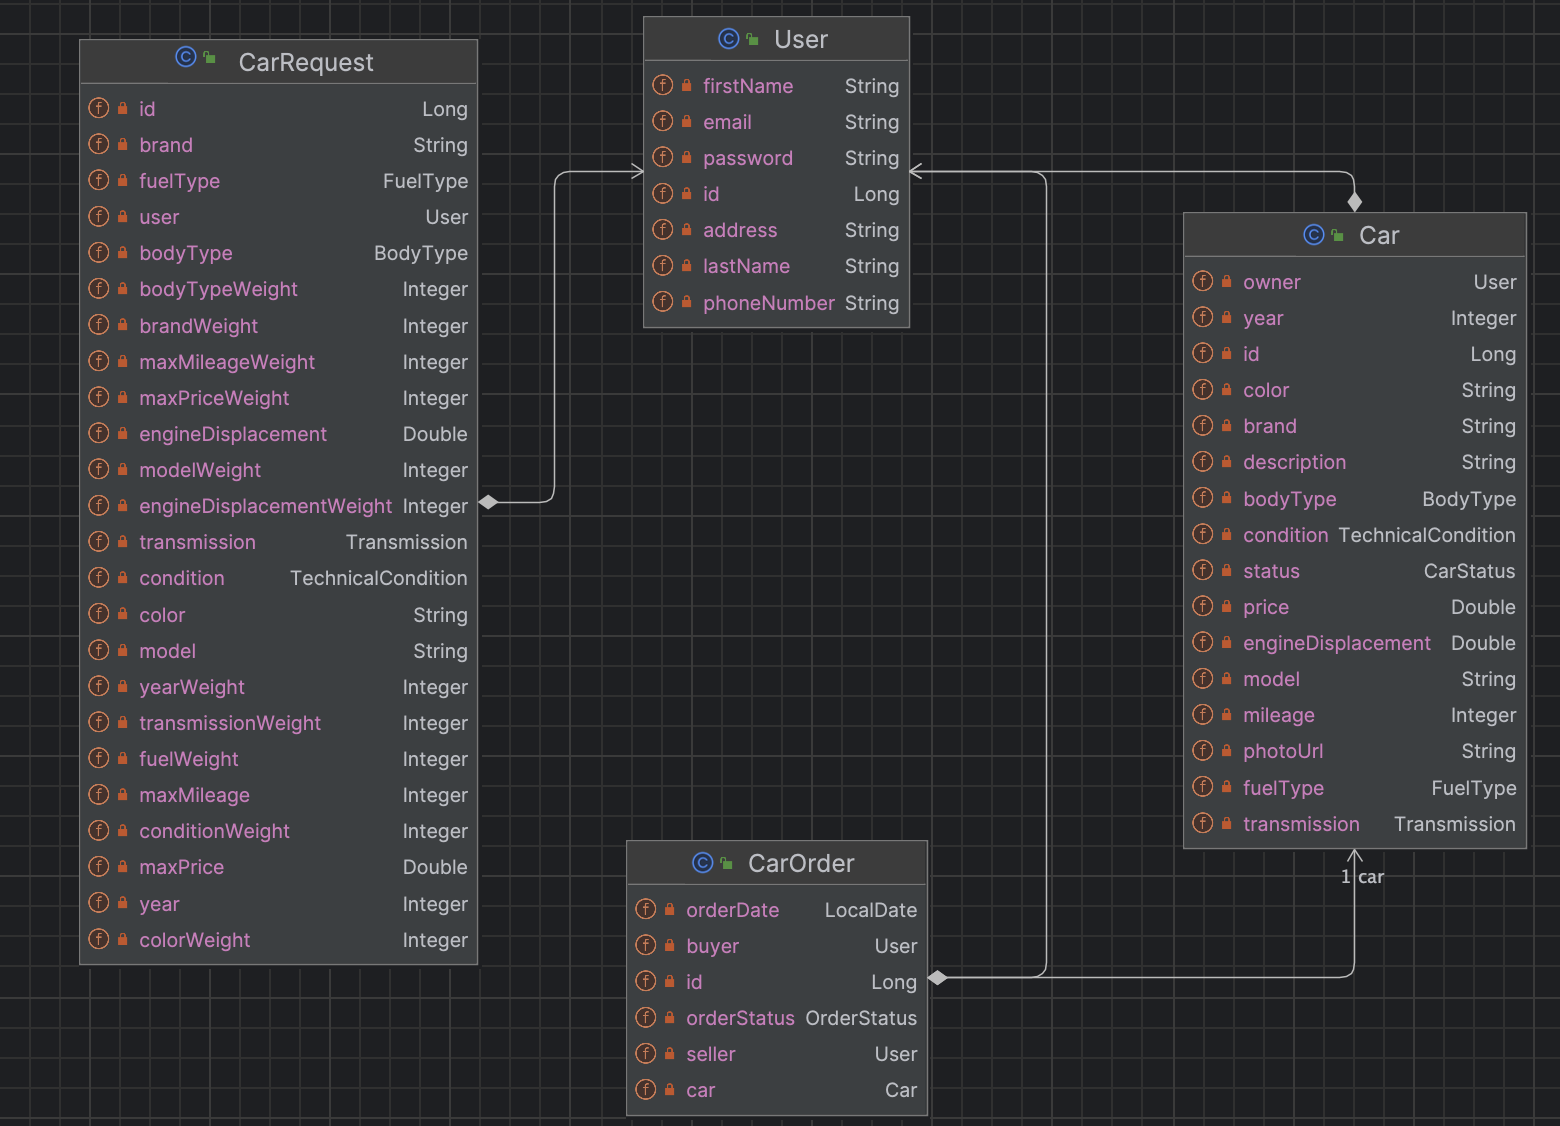 CarRequest
id Long
brand String
fuelType FuelType
user User
bodyType BodyType
bodyTypeWeight Integer
brandWeight Integer
maxMileageWeight Integer
maxPriceWeight Integer
engineDisplacement Double
modelWeight Integer
engineDisplacementWeight Integer
transmission Transmission
condition TechnicalCondition
color String
model String
yearWeight Integer
transmissionWeight Integer
fuelWeight Integer
maxMileage Integer
conditionWeight Integer
maxPrice Double
year Integer
colorWeight Integer
User
firstName String
email String
password String
id Long
address String
lastName String
phoneNumber String
Car
owner User
year Integer
id Long
color String
brand String
description String
bodyType BodyType
condition TechnicalCondition
status CarStatus
price Double
engineDisplacement Double
model String
mileage Integer
photoUrl String
fuelType FuelType
transmission Transmission
1 car
CarOrder
orderDate LocalDate
buyer User
id Long
orderStatus OrderStatus
seller User
car Car